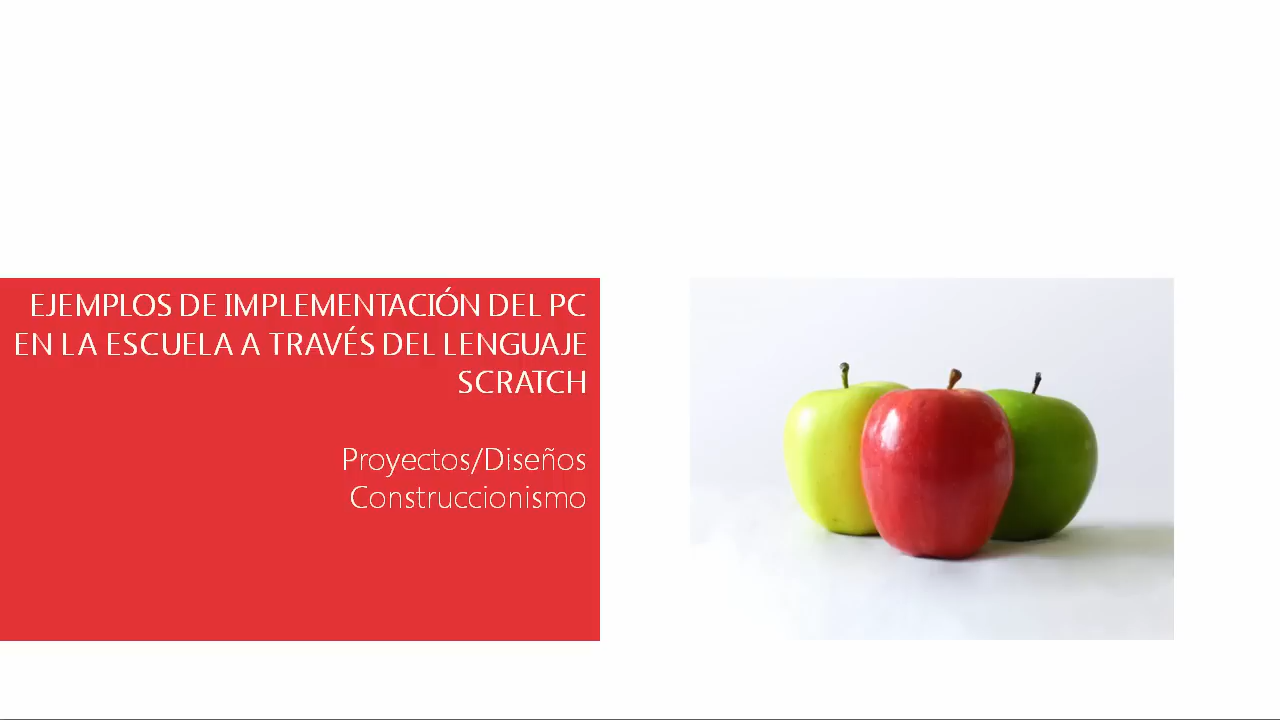 EJEMPLOS DE IMPLEMENTACIÓN DEL PC
EN LA ESCUELA A TRAVÉS DEL LENGUAJE
SCRATCH
Proyectos/Diseños
Construccionismo